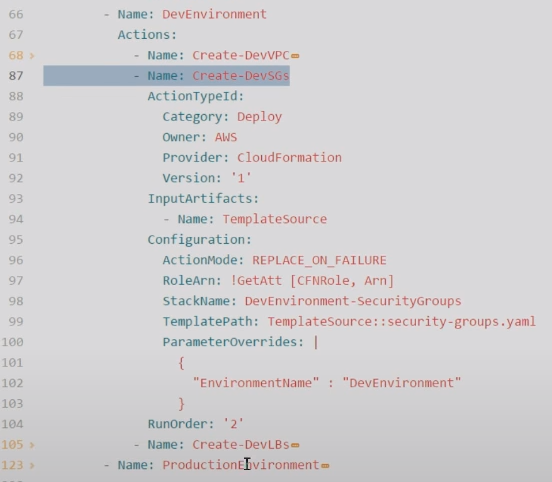 66 - Name: DevEnvironment
67 Actions:
68 > - Name: Create-DevVPC
87 - Name: Create-DevSGs
88 ActionTypeId:
89 Category: Deploy
90 Owner: AWS
91 Provider: CloudFormation
92 Version: '1'
93 InputArtifacts:
94 - Name: TemplateSource
95 Configuration:
96 ActionMode: REPLACE_ON_FAILURE
97 RoleArn: !GetAtt [CFNRole, Arn]
98 StackName: DevEnvironment-SecurityGroups
99 TemplatePath: TemplateSource::security-groups.yaml
100 ParameterOverrides: |
101 {
102 "EnvironmentName" : "DevEnvironment"
103 }
104 RunOrder: '2'
105 > - Name: Create-DevLBs
123 > - Name: ProductionEnvironment